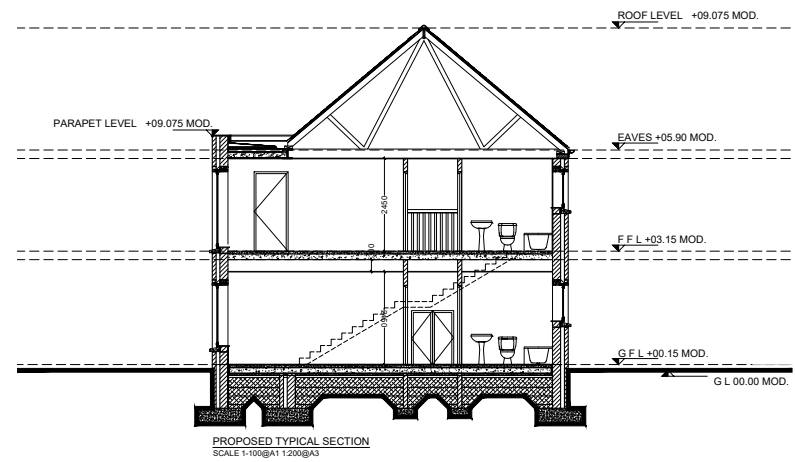 ROOF LEVEL +09.075 MOD.
PARAPET LEVEL +09.075 MOD.
EAVES +05.90 MOD.
2450
F F L +03.15 MOD.
G F L +00.15 MOD.
G L 00.00 MOD.
PROPOSED TYPICAL SECTION
SCALE 1-100@A1 1:200@A3